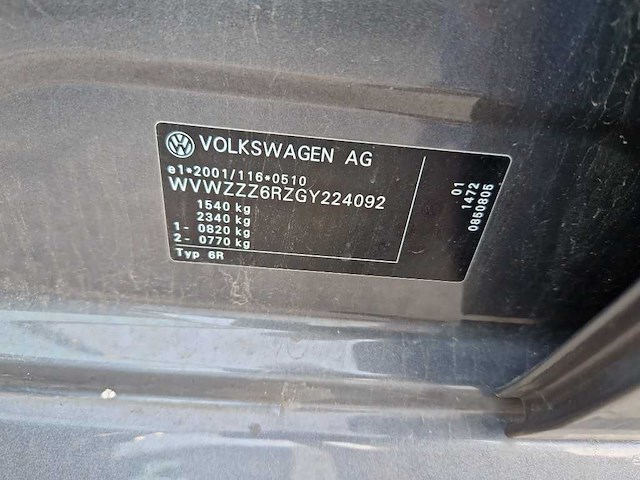 VOLKSWAGEN AG
e1*2001/116*0510
WVWZZZ6RZGY224092
1540 kg
2340 kg
1- 0820 kg
2- 0770 kg
Typ 6R
01
1472
0850805